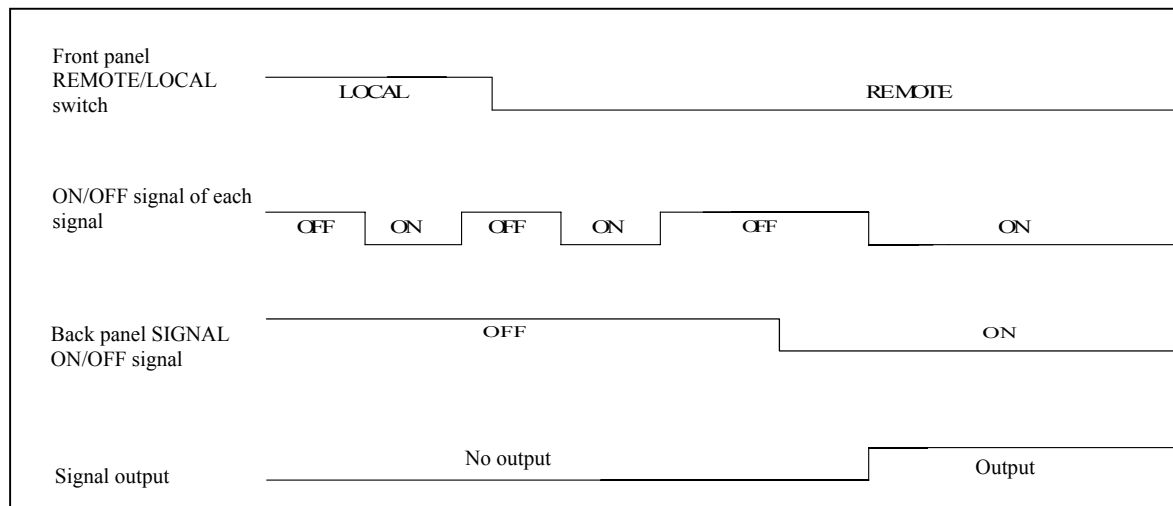 Front panel
REMOTE/LOCAL
switch
LOCAL
REMOTE
ON/OFF signal of each
signal
OFF ON OFF ON OFF ON
Back panel SIGNAL
ON/OFF signal
OFF
ON
Signal output
No output
Output